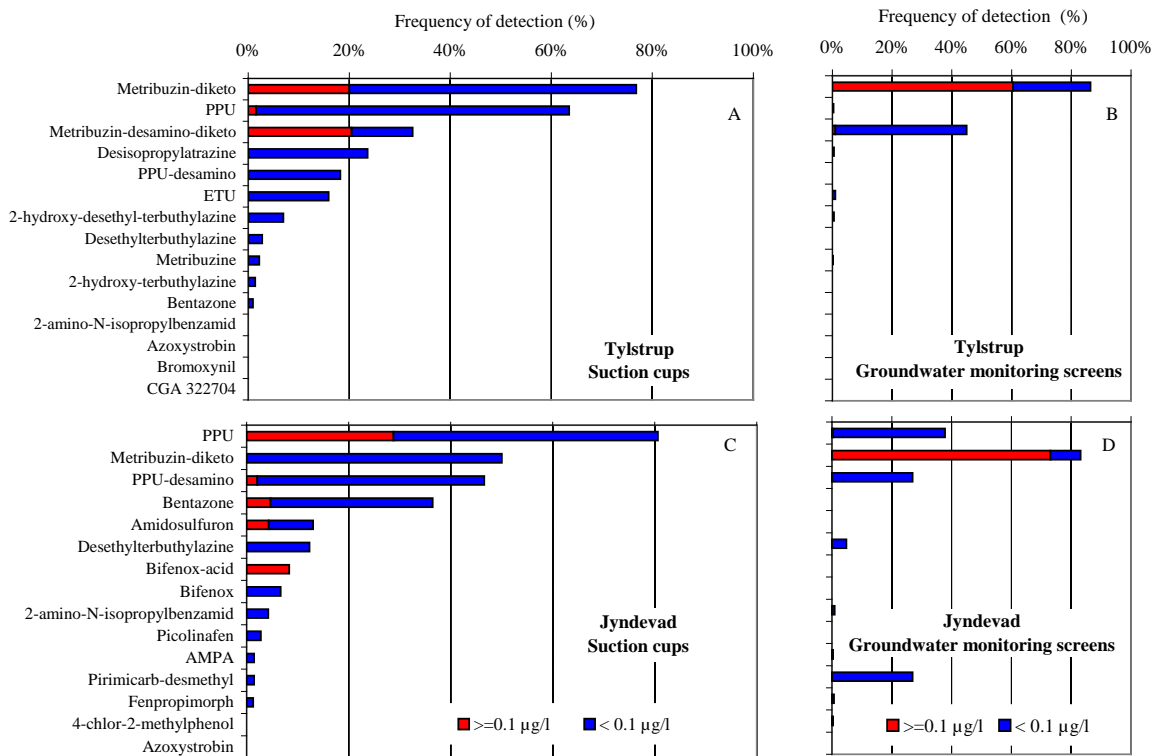 Frequency of detection (%)
0% 20% 40% 60% 80% 100%
Metribuzin-diketo
PPU
Metribuzin-desamino-diketo
Desisopropylatrazine
PPU-desamino
ETU
2-hydroxy-desethyl-terbuthylazine
Desethylterbuthylazine
Metribuzine
2-hydroxy-terbuthylazine
Bentazone
2-amino-N-isopropylbenzamid
Azoxystrobin
Bromoxynil
CGA 322704
A
Tylstrup
Suction cups
Frequency of detection (%)
0% 20% 40% 60% 80% 100%
B
Tylstrup
Groundwater monitoring screens
PPU
Metribuzin-diketo
PPU-desamino
Bentazone
Amidosulfuron
Desethylterbuthylazine
Bifenox-acid
Bifenox
2-amino-N-isopropylbenzamid
Picolinafen
AMPA
Pirimicarb-desmethyl
Fenpropimorph
4-chlor-2-methylphenol
Azoxystrobin
C
Jyndevad
Suction cups
>=0.1 µg/l < 0.1 µg/l
D
Jyndevad
Groundwater monitoring screens
>=0.1 µg/l < 0.1 µg/l